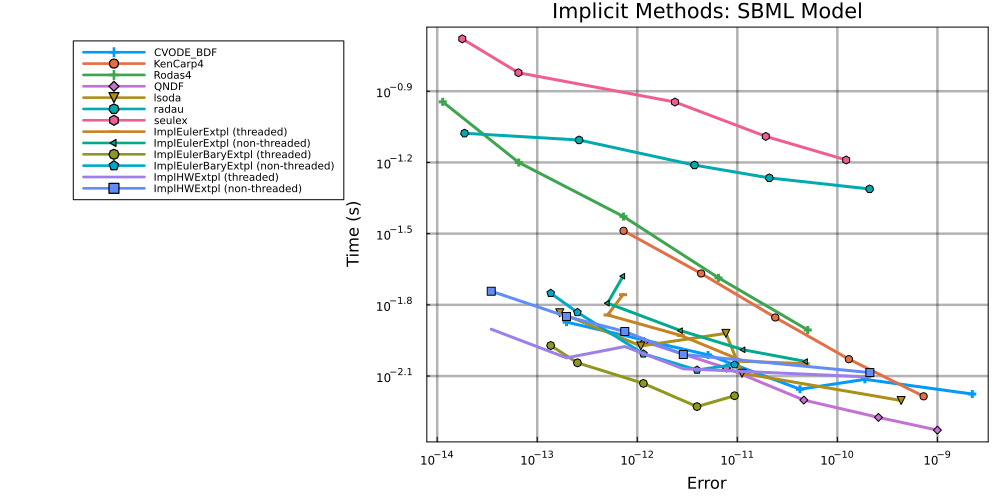 Implicit Methods: SBML Model
CVODE_BDF
KenCarp4
Rodas4
QNDF
lsoda
radau
seulex
ImplEulerExtpl (threaded)
ImplEulerExtpl (non-threaded)
ImplEulerBaryExtpl (threaded)
ImplEulerBaryExtpl (non-threaded)
ImplHWExtpl (threaded)
ImplHWExtpl (non-threaded)
Time (s)
10^−0.9
10^−1.2
10^−1.5
10^−1.8
10^−2.1
10^−14 10^−13 10^−12 10^−11 10^−10 10^−9
Error